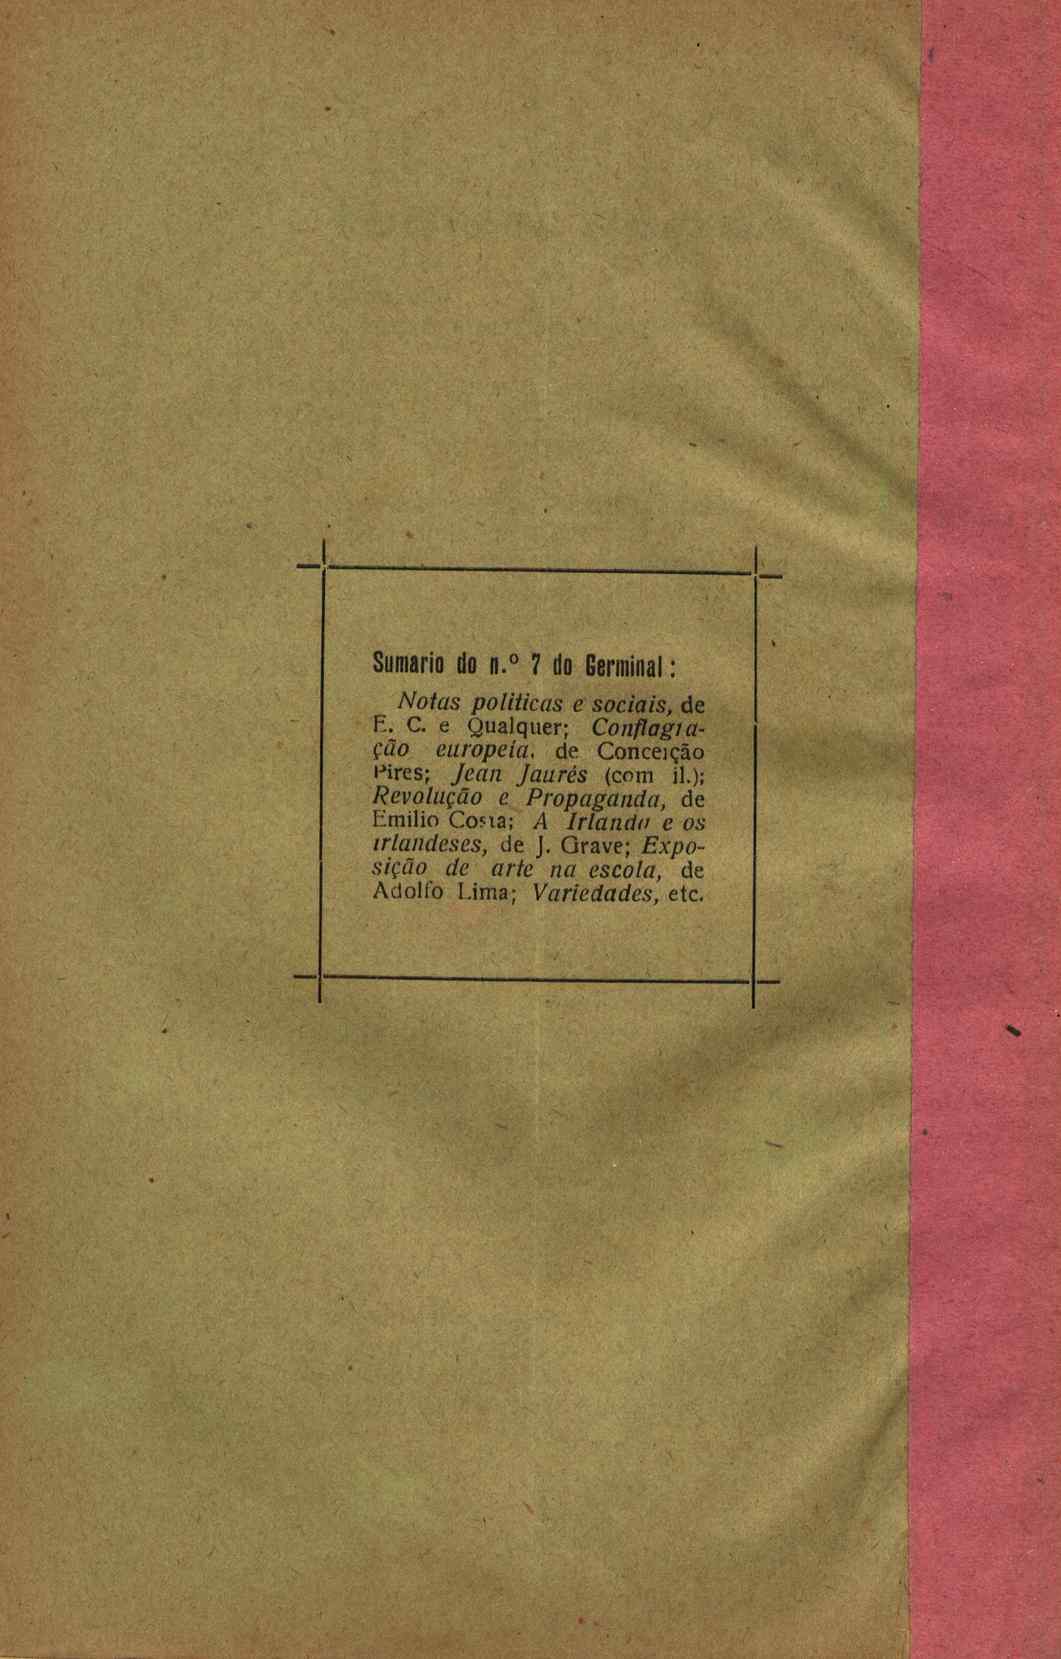 Sumario do n.º 7 do Germinal:
Notas politicas e sociais, de
E. C. e Qualquer; Conflagra-
ção europeia, de Conceição
Pires; Jean Jaurés (com il.);
Revolução e Propaganda, de
Emilio Costa; A Irlanda e os
irlandeses, de J. Grave; Expo-
sição de arte na escola, de
Adolfo Lima; Variedades, etc.